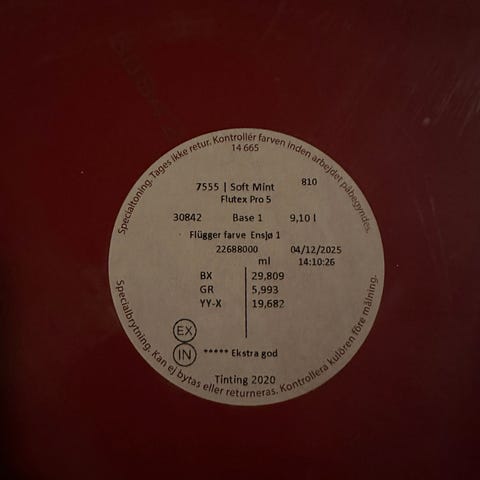 Specialtoning. Tages ikke retur. Kontrollér farven inden arbejdet påbegyndes.
14 665
7555 | Soft Mint 810
Flutex Pro 5
30842 Base 1 9,10 l
Flügger farve Ensjø 1
22688000 04/12/2025
ml 14:10:26
BX 29,809
GR 5,993
YY-X 19,682
EX
IN ***** Ekstra god
Tinting 2020
Specialbrytning. Kan ej bytas eller returneras. Kontrollera kulören före målning.